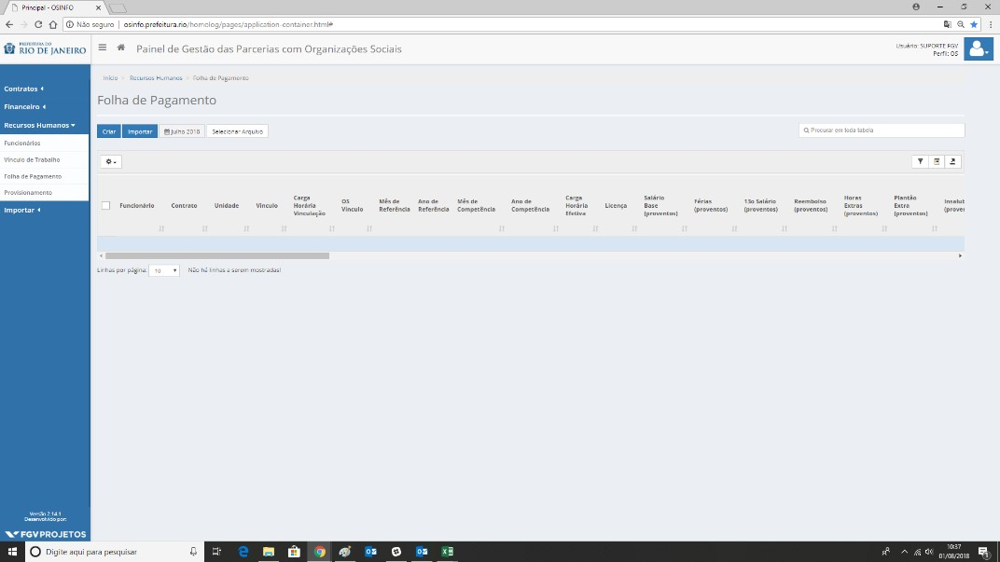 Principal - OSINFO
Não seguro | osinfo.prefeitura.rio/homolog/pages/application-container.html#
PREFEITURA DO
RIO DE JANEIRO
Painel de Gestão das Parcerias com Organizações Sociais
Usuário: SUPORTE FGV
Perfil: OS
Contratos
Financeiro
Recursos Humanos
Funcionários
Vínculo de Trabalho
Folha de Pagamento
Provisionamento
Importar
Início > Recursos Humanos > Folha de Pagamento
Folha de Pagamento
Criar Importar Julho 2018 Selecionar Arquivo
Procurar em toda tabela
Funcionário Contrato Unidade Vínculo Carga Horária Vinculação OS Vínculo Mês de Referência Ano de Referência Mês de Competência Ano de Competência Carga Horária Efetiva Licença Salário Base (proventos) Férias (proventos) 13o Salário (proventos) Reembolso (proventos) Horas Extras (proventos) Plantão Extra (proventos) Insalut (prover
Linhas por página: 10 Não há linhas a serem mostradas!
Versão 2.14.1
Desenvolvido por:
FGV PROJETOS
Digite aqui para pesquisar
10:37
01/08/2018